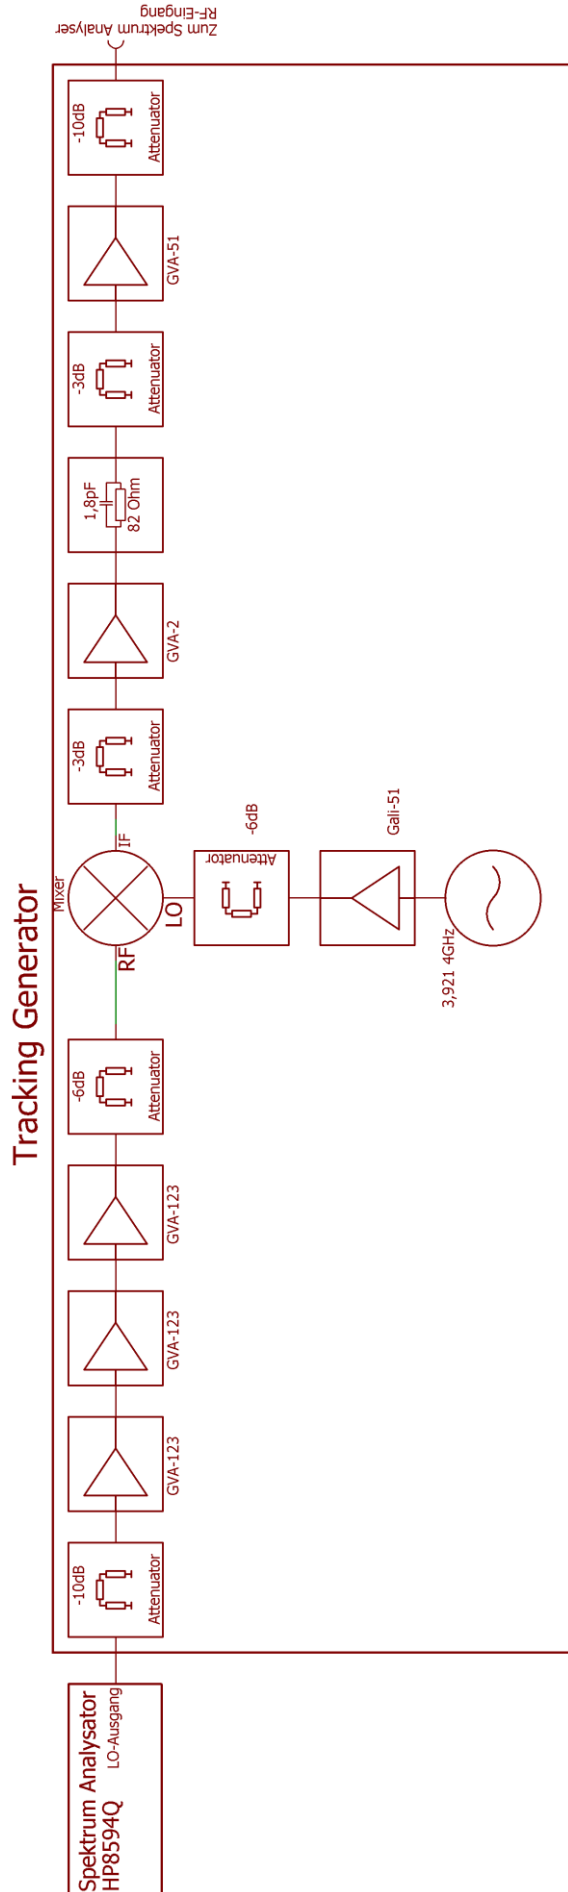 Tracking Generator
Spektrum Analysator
HP8594Q
LO-Ausgang
-10dB
Attenuator
GVA-123
GVA-123
GVA-123
-6dB
Attenuator
RF
Mixer
IF
LO
-6dB
Attenuator
Gali-51
3,921 4GHz
-3dB
Attenuator
GVA-2
1,8pF
82 Ohm
-3dB
Attenuator
GVA-51
-10dB
Attenuator
Zum Spektrum Analyser
RF-Eingang